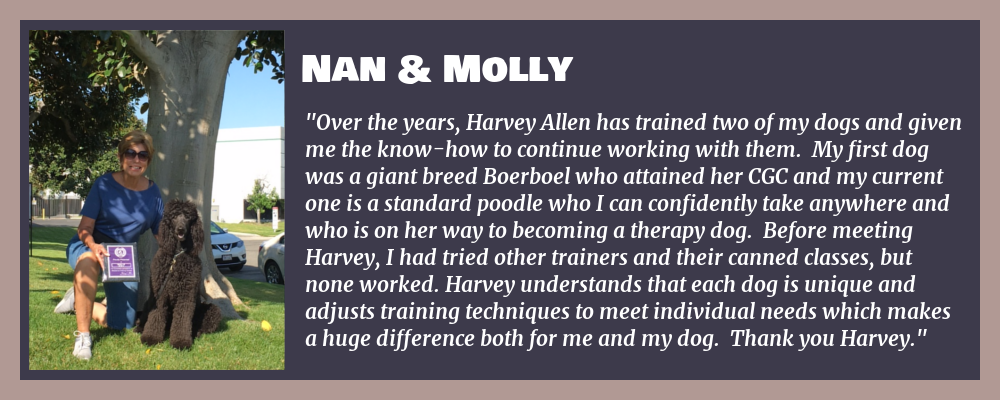 NAN & MOLLY
"Over the years, Harvey Allen has trained two of my dogs and given
me the know-how to continue working with them.  My first dog
was a giant breed Boerboel who attained her CGC and my current
one is a standard poodle who I can confidently take anywhere and
who is on her way to becoming a therapy dog.  Before meeting
Harvey, I had tried other trainers and their canned classes, but
none worked. Harvey understands that each dog is unique and
adjusts training techniques to meet individual needs which makes
a huge difference both for me and my dog.  Thank you Harvey."